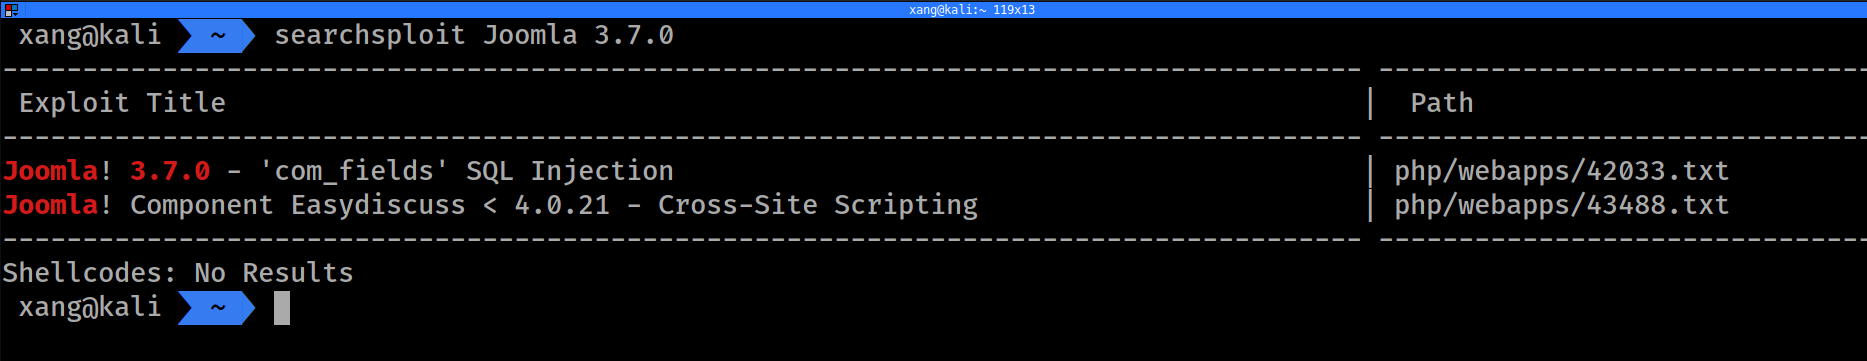 xang@kali:~ 119x13
xang@kali ~ searchsploit Joomla 3.7.0
---------------------------------------------------------------------------------------- -------------------------------
Exploit Title | Path
---------------------------------------------------------------------------------------- -------------------------------
Joomla! 3.7.0 - 'com_fields' SQL Injection | php/webapps/42033.txt
Joomla! Component Easydiscuss < 4.0.21 - Cross-Site Scripting | php/webapps/43488.txt
---------------------------------------------------------------------------------------- -------------------------------
Shellcodes: No Results
xang@kali ~